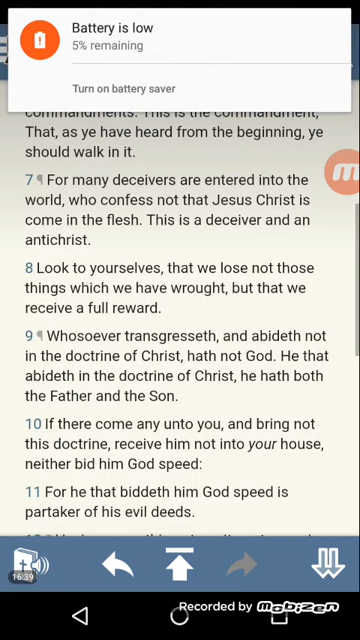 Battery is low
5% remaining
Turn on battery saver
commandments. This is the commandment,
That, as ye have heard from the beginning, ye
should walk in it.
7 ¶ For many deceivers are entered into the
world, who confess not that Jesus Christ is
come in the flesh. This is a deceiver and an
antichrist.
8 Look to yourselves, that we lose not those
things which we have wrought, but that we
receive a full reward.
9 ¶ Whosoever transgresseth, and abideth not
in the doctrine of Christ, hath not God. He that
abideth in the doctrine of Christ, he hath both
the Father and the Son.
10 If there come any unto you, and bring not
this doctrine, receive him not into your house,
neither bid him God speed:
11 For he that biddeth him God speed is
partaker of his evil deeds.
16:39
Recorded by Mobizen